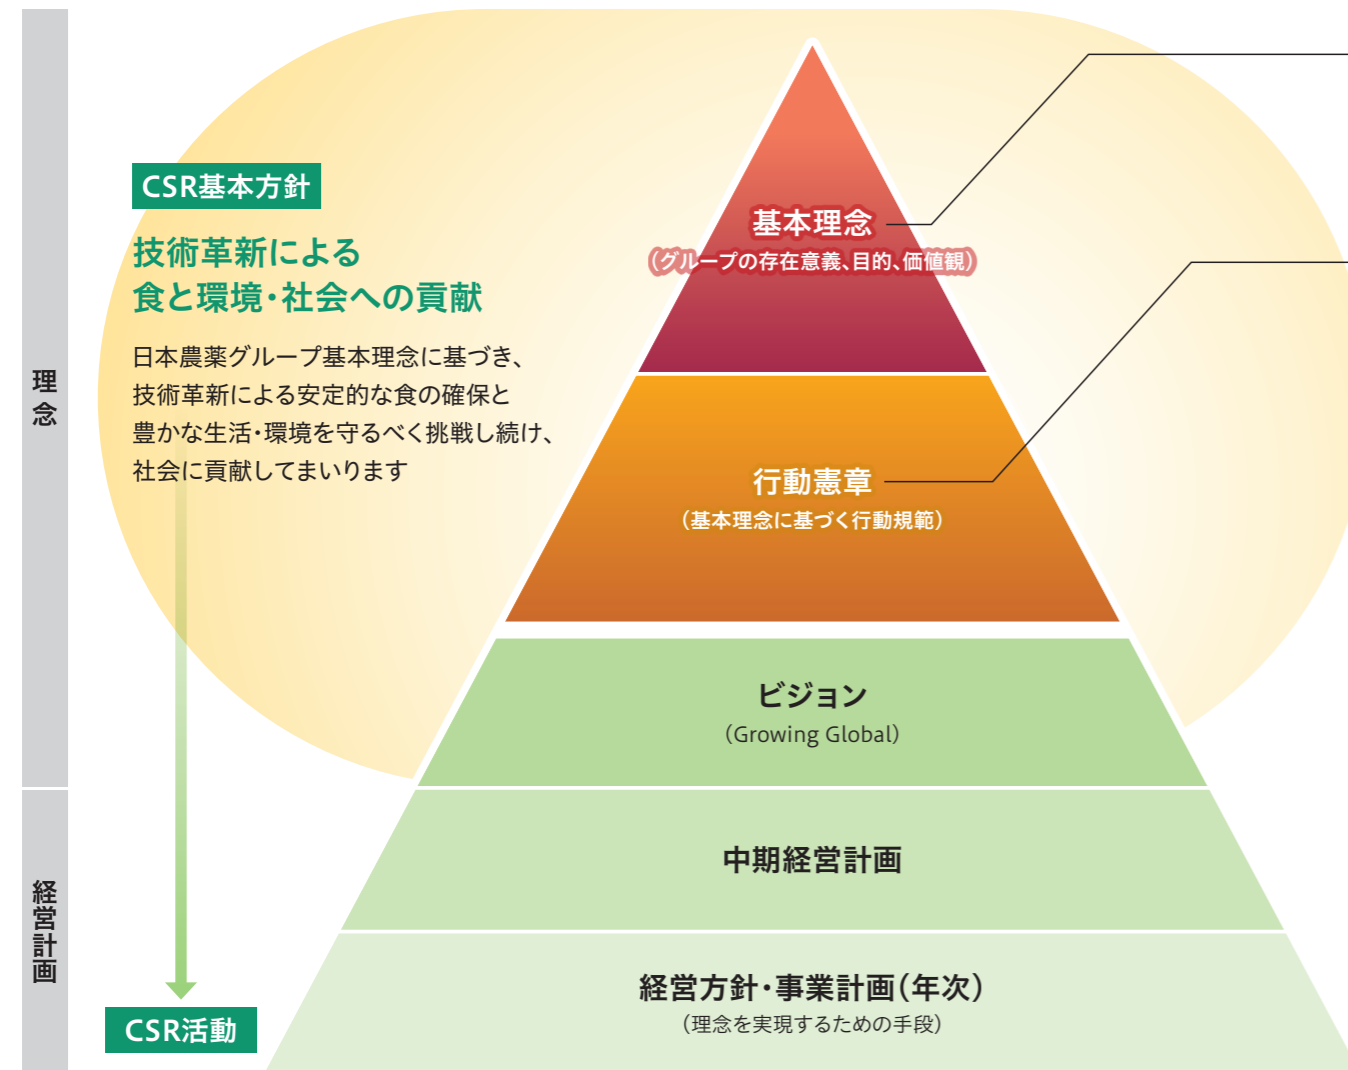 理念
CSR基本方針
技術革新による
食と環境・社会への貢献
日本農薬グループ基本理念に基づき、
技術革新による安定的な食の確保と
豊かな生活・環境を守るべく挑戦し続け、
社会に貢献してまいります
基本理念
（グループの存在意義、目的、価値観）
行動憲章
（基本理念に基づく行動規範）
ビジョン
（Growing Global）
経営計画
中期経営計画
経営方針・事業計画（年次）
（理念を実現するための手段）
CSR活動